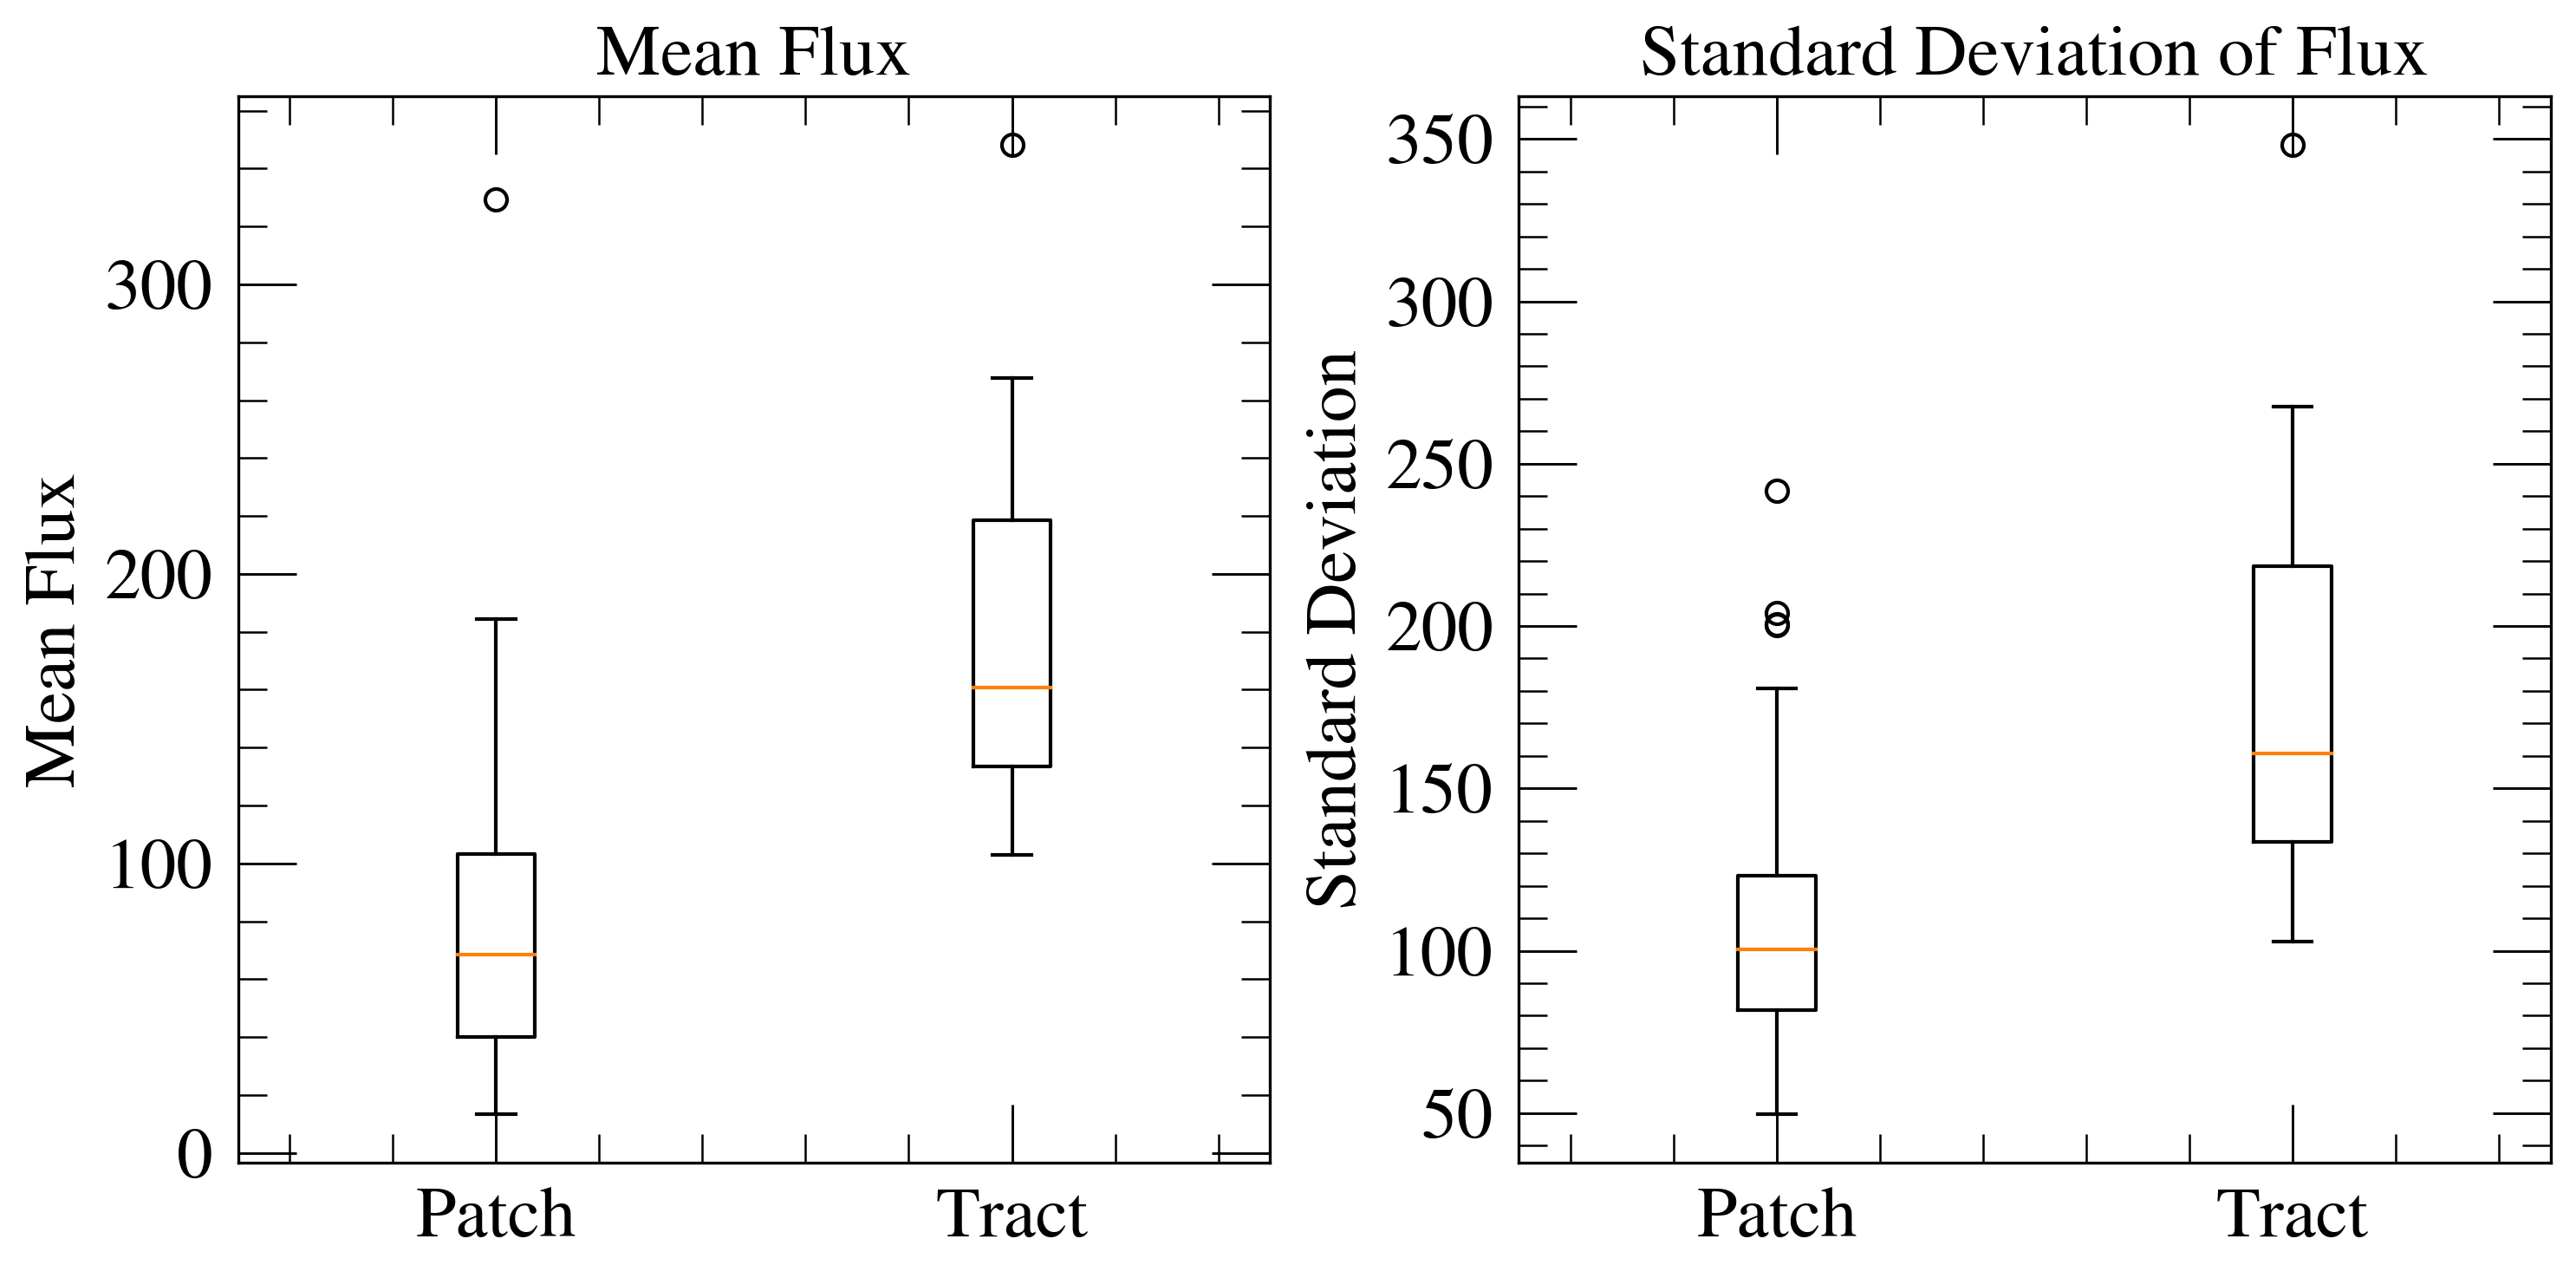 Mean Flux
Mean Flux
300
200
100
0
Patch Tract
Standard Deviation of Flux
Standard Deviation
350
300
250
200
150
100
50
Patch Tract